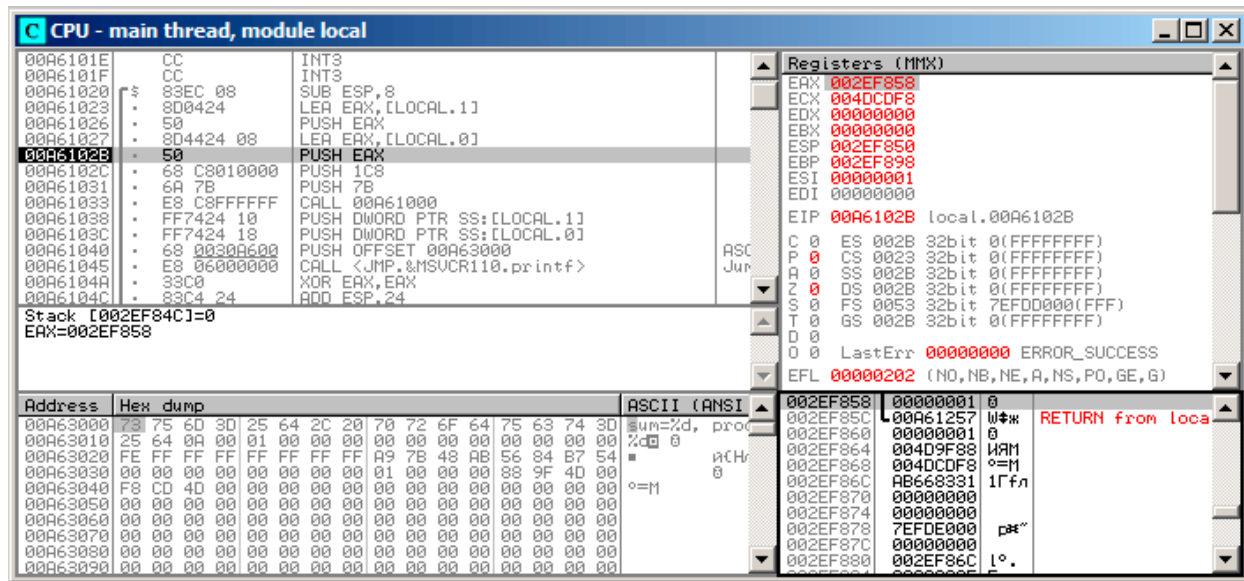 CPU - main thread, module local
00A6101E CC INT3
00A6101F CC INT3
00A61020 83EC 08 SUB ESP,8
00A61023 8D0424 LEA EAX,[LOCAL.1]
00A61026 50 PUSH EAX
00A61027 8D4424 08 LEA EAX,[LOCAL.0]
00A6102B 50 PUSH EAX
00A6102C 68 C8010000 PUSH 1C8
00A61031 6A 7B PUSH 7B
00A61033 E8 C8FFFFFF CALL 00A61000
00A61038 FF7424 10 PUSH DWORD PTR SS:[LOCAL.1]
00A6103C FF7424 18 PUSH DWORD PTR SS:[LOCAL.0]
00A61040 68 0030A600 PUSH OFFSET 00A63000 ASC
00A61045 E8 06000000 CALL <JMP.&MSVCR110.printf> Jum
00A6104A 33C0 XOR EAX,EAX
00A6104C 83C4 24 ADD ESP,24
Stack [002EF84C]=0
EAX=002EF858
Registers (MMX)
EAX 002EF858
ECX 004DCDF8
EDX 00000000
EBX 00000000
ESP 002EF850
EBP 002EF898
ESI 00000001
EDI 00000000
EIP 00A6102B local.00A6102B
C 0 ES 002B 32bit 0(FFFFFFFF)
P 0 CS 0023 32bit 0(FFFFFFFF)
A 0 SS 002B 32bit 0(FFFFFFFF)
Z 0 DS 002B 32bit 0(FFFFFFFF)
S 0 FS 0053 32bit 7EFDD000(FFF)
T 0 GS 002B 32bit 0(FFFFFFFF)
D 0
O 0 LastErr 00000000 ERROR_SUCCESS
EFL 00000202 (NO,NB,NE,A,NS,PO,GE,G)
Address Hex dump ASCII (ANSI
00A63000 73 75 6D 3D 25 64 2C 20 70 72 6F 64 75 63 74 3D sum=%d, prod
00A63010 25 64 0A 00 01 00 00 00 00 00 00 00 00 00 00 00 %d
00A63020 FE FF FF FF FF FF FF FF A9 7B 48 AB 56 84 B7 54
00A63030 00 00 00 00 00 00 00 00 01 00 00 00 88 9F 4D 00
00A63040 F8 CD 4D 00 00 00 00 00 00 00 00 00 00 00 00 00 °=M
00A63050 00 00 00 00 00 00 00 00 00 00 00 00 00 00 00 00
00A63060 00 00 00 00 00 00 00 00 00 00 00 00 00 00 00 00
00A63070 00 00 00 00 00 00 00 00 00 00 00 00 00 00 00 00
00A63080 00 00 00 00 00 00 00 00 00 00 00 00 00 00 00 00
00A63090 00 00 00 00 00 00 00 00 00 00 00 00 00 00 00 00
002EF858 00000001
002EF85C 00A61257 W‡ж RETURN from loca
002EF860 00000001
002EF864 004D9F88 ИЯМ
002EF868 004DCDF8 °=M
002EF86C AB668331 1Гfл
002EF870 00000000
002EF874 00000000
002EF878 7EFDE000
002EF87C 00000000
002EF880 002EF86C l°.